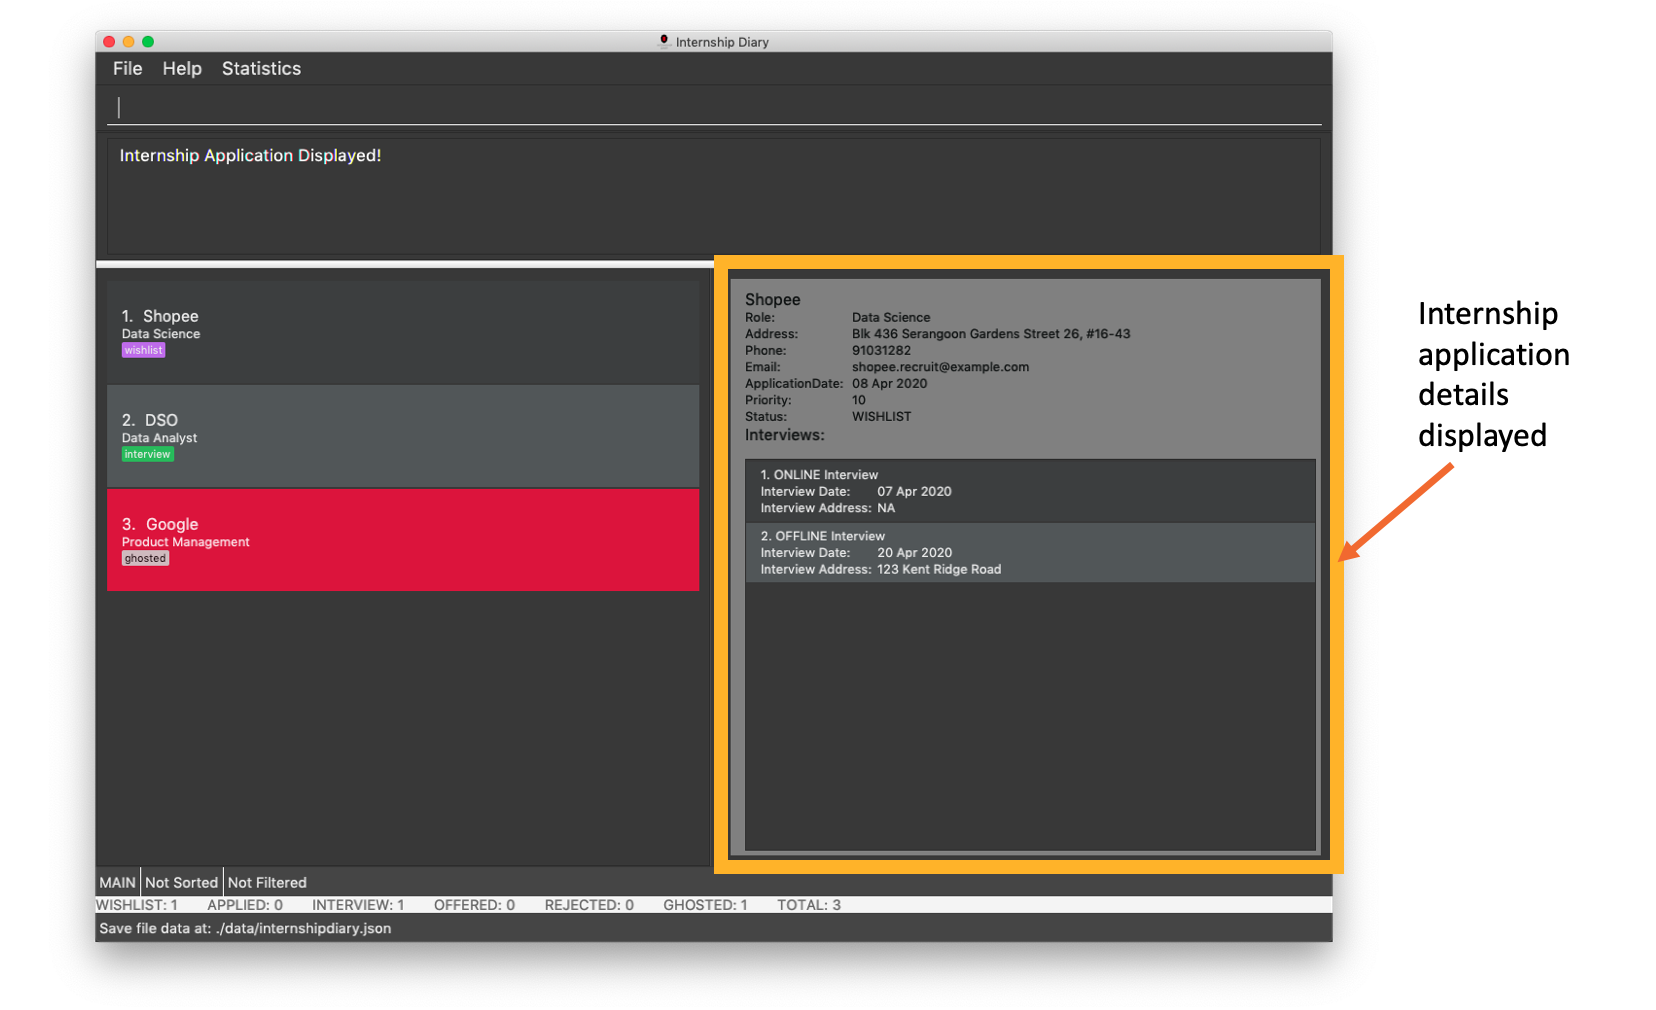 Internship Diary
File Help Statistics
Internship Application Displayed!
1. Shopee
Data Science
wishlist
2. DSO
Data Analyst
interview
3. Google
Product Management
ghosted
Shopee
Role: Data Science
Address: Blk 436 Serangoon Gardens Street 26, #16-43
Phone: 91031282
Email: shopee.recruit@example.com
ApplicationDate: 08 Apr 2020
Priority: 10
Status: WISHLIST
Interviews:
1. ONLINE Interview
Interview Date: 07 Apr 2020
Interview Address: NA
2. OFFLINE Interview
Interview Date: 20 Apr 2020
Interview Address: 123 Kent Ridge Road
Internship
application
details
displayed
MAIN Not Sorted Not Filtered
WISHLIST: 1 APPLIED: 0 INTERVIEW: 1 OFFERED: 0 REJECTED: 0 GHOSTED: 1 TOTAL: 3
Save file data at: ./data/internshipdiary.json